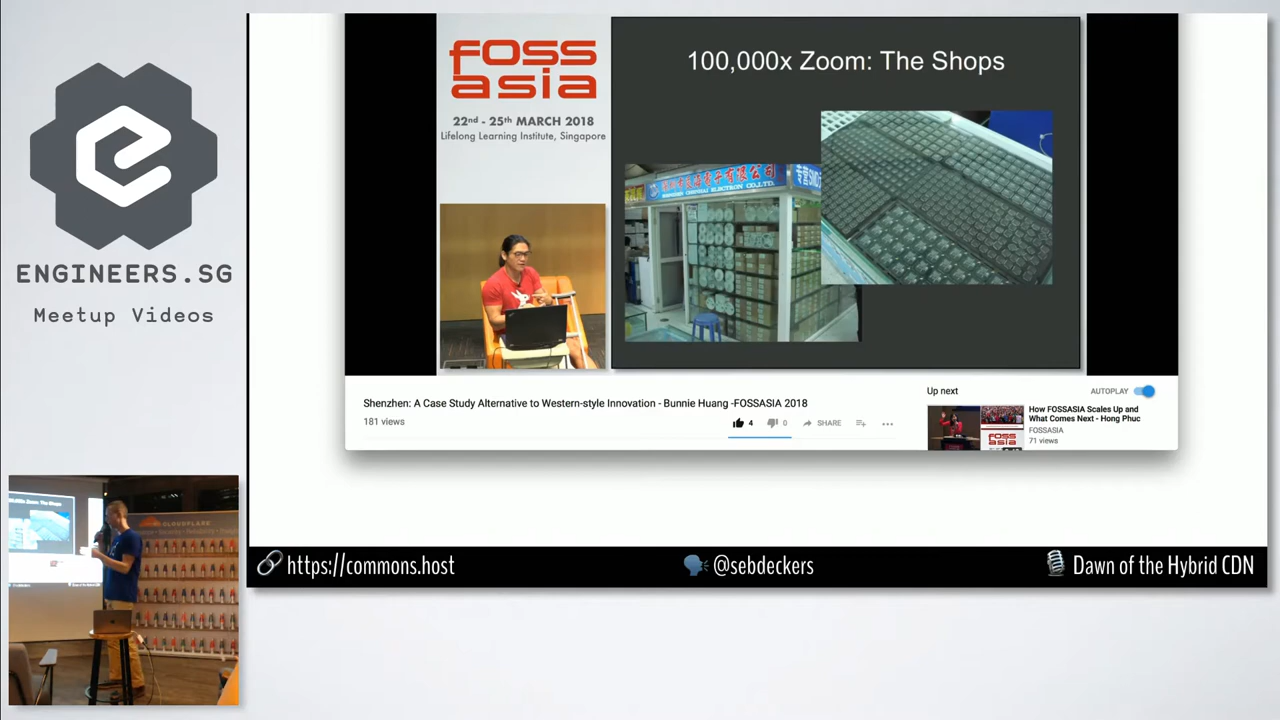 ENGINEERS.SG
Meetup Videos
foss
asia
22nd - 25th MARCH 2018
Lifelong Learning Institute, Singapore
100,000x Zoom: The Shops
Shenzhen: A Case Study Alternative to Western-style Innovation - Bunnie Huang -FOSSASIA 2018
181 views
4
0
SHARE
Up next
AUTOPLAY
How FOSSASIA Scales Up and
What Comes Next - Hong Phuc
FOSSASIA
71 views
CLOUDFLARE
The Shops
https://commons.host
@sebdeckers
Dawn of the Hybrid CDN